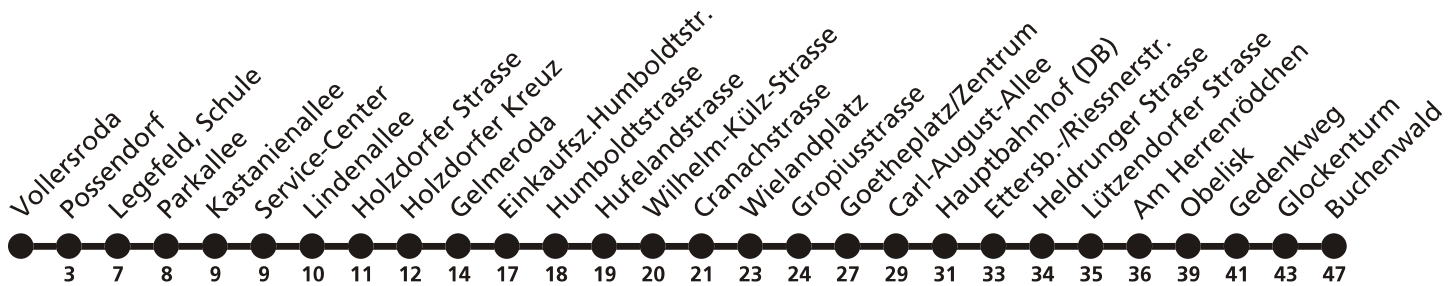 Vollersroda
Possendorf
Legefeld, Schule
Parkallee
Kastanienallee
Service-Center
Lindenallee
Holzdorfer Strasse
Holzdorfer Kreuz
Gelmeroda
Einkaufsz.Humboldtstr.
Humboldtstrasse
Hufelandstrasse
Wilhelm-Külz-Strasse
Cranachstrasse
Wielandplatz
Gropiusstrasse
Goetheplatz/Zentrum
Carl-August-Allee
Hauptbahnhof (DB)
Ettersb.-/Riessnerstr.
Heldrunger Strasse
Lützendorfer Strasse
Am Herrenrödchen
Obelisk
Gedenkweg
Glockenturm
Buchenwald
3 7 8 9 9 10 11 12 14 17 18 19 20 21 23 24 27 29 31 33 34 35 36 39 41 43 47